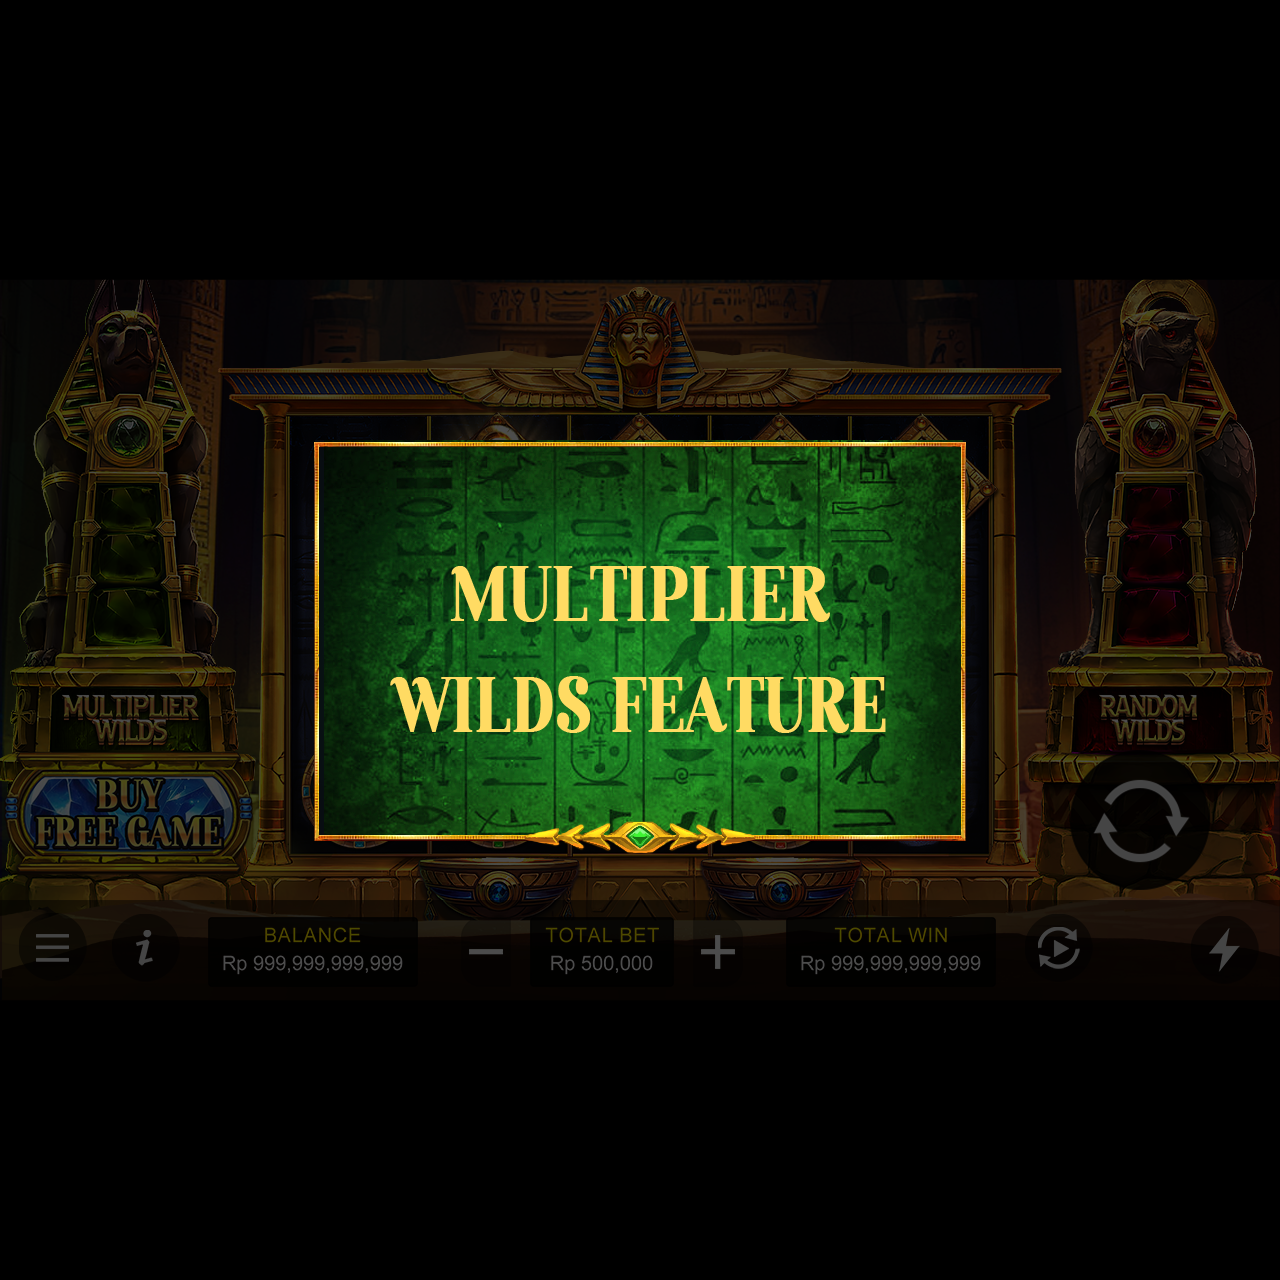 MULTIPLIER
WILDS FEATURE
MULTIPLIER
WILDS
RANDOM
WILDS
BUY
FREE GAME
BALANCE
Rp 999,999,999,999
TOTAL BET
Rp 500,000
TOTAL WIN
Rp 999,999,999,999